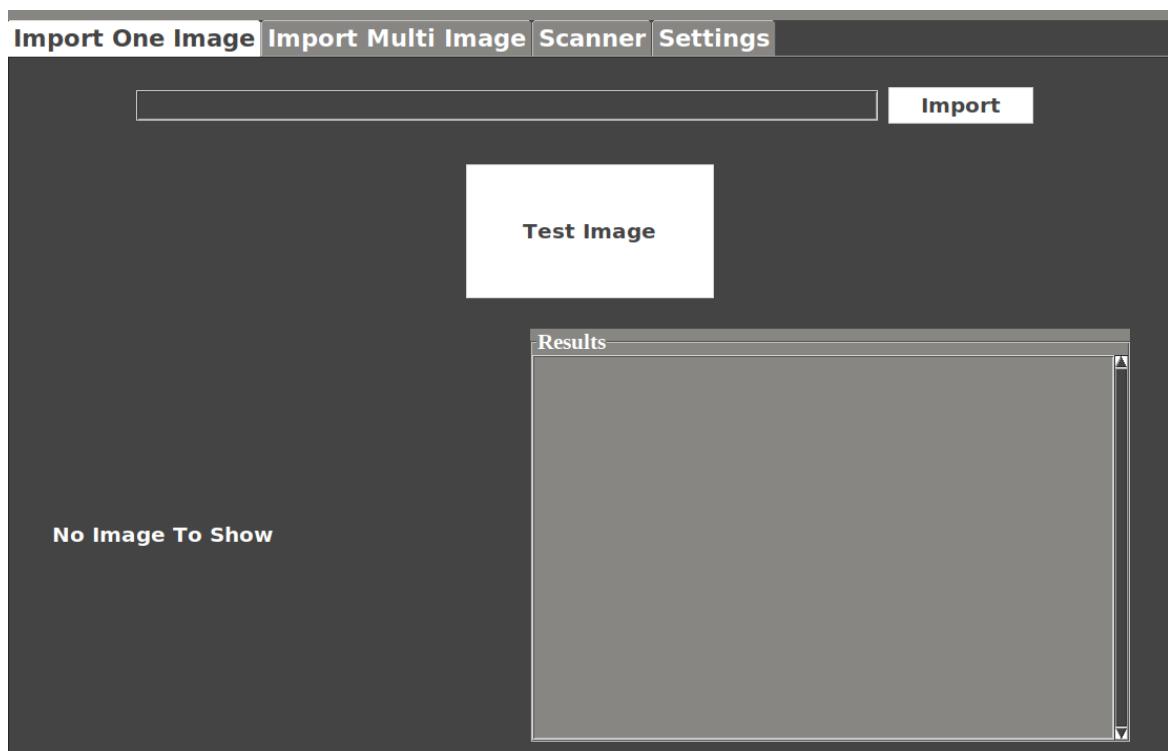 Import One Image Import Multi Image Scanner Settings
Import
Test Image
Results
No Image To Show